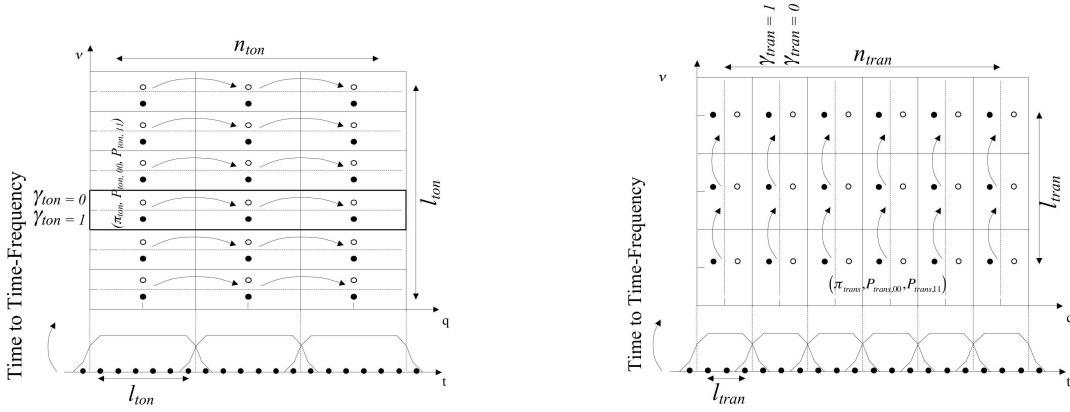 ν
n_ton
Time to Time-Frequency
γ_ton = 0
γ_ton = 1
(π_ton, P_ton, 00, P_ton, 11)
l_ton
q
l_ton
t
γ_tran = 1
γ_tran = 0
n_tran
ν
Time to Time-Frequency
l_tran
(π_trans, P_trans,00, P_trans,11)
q
l_tran
t